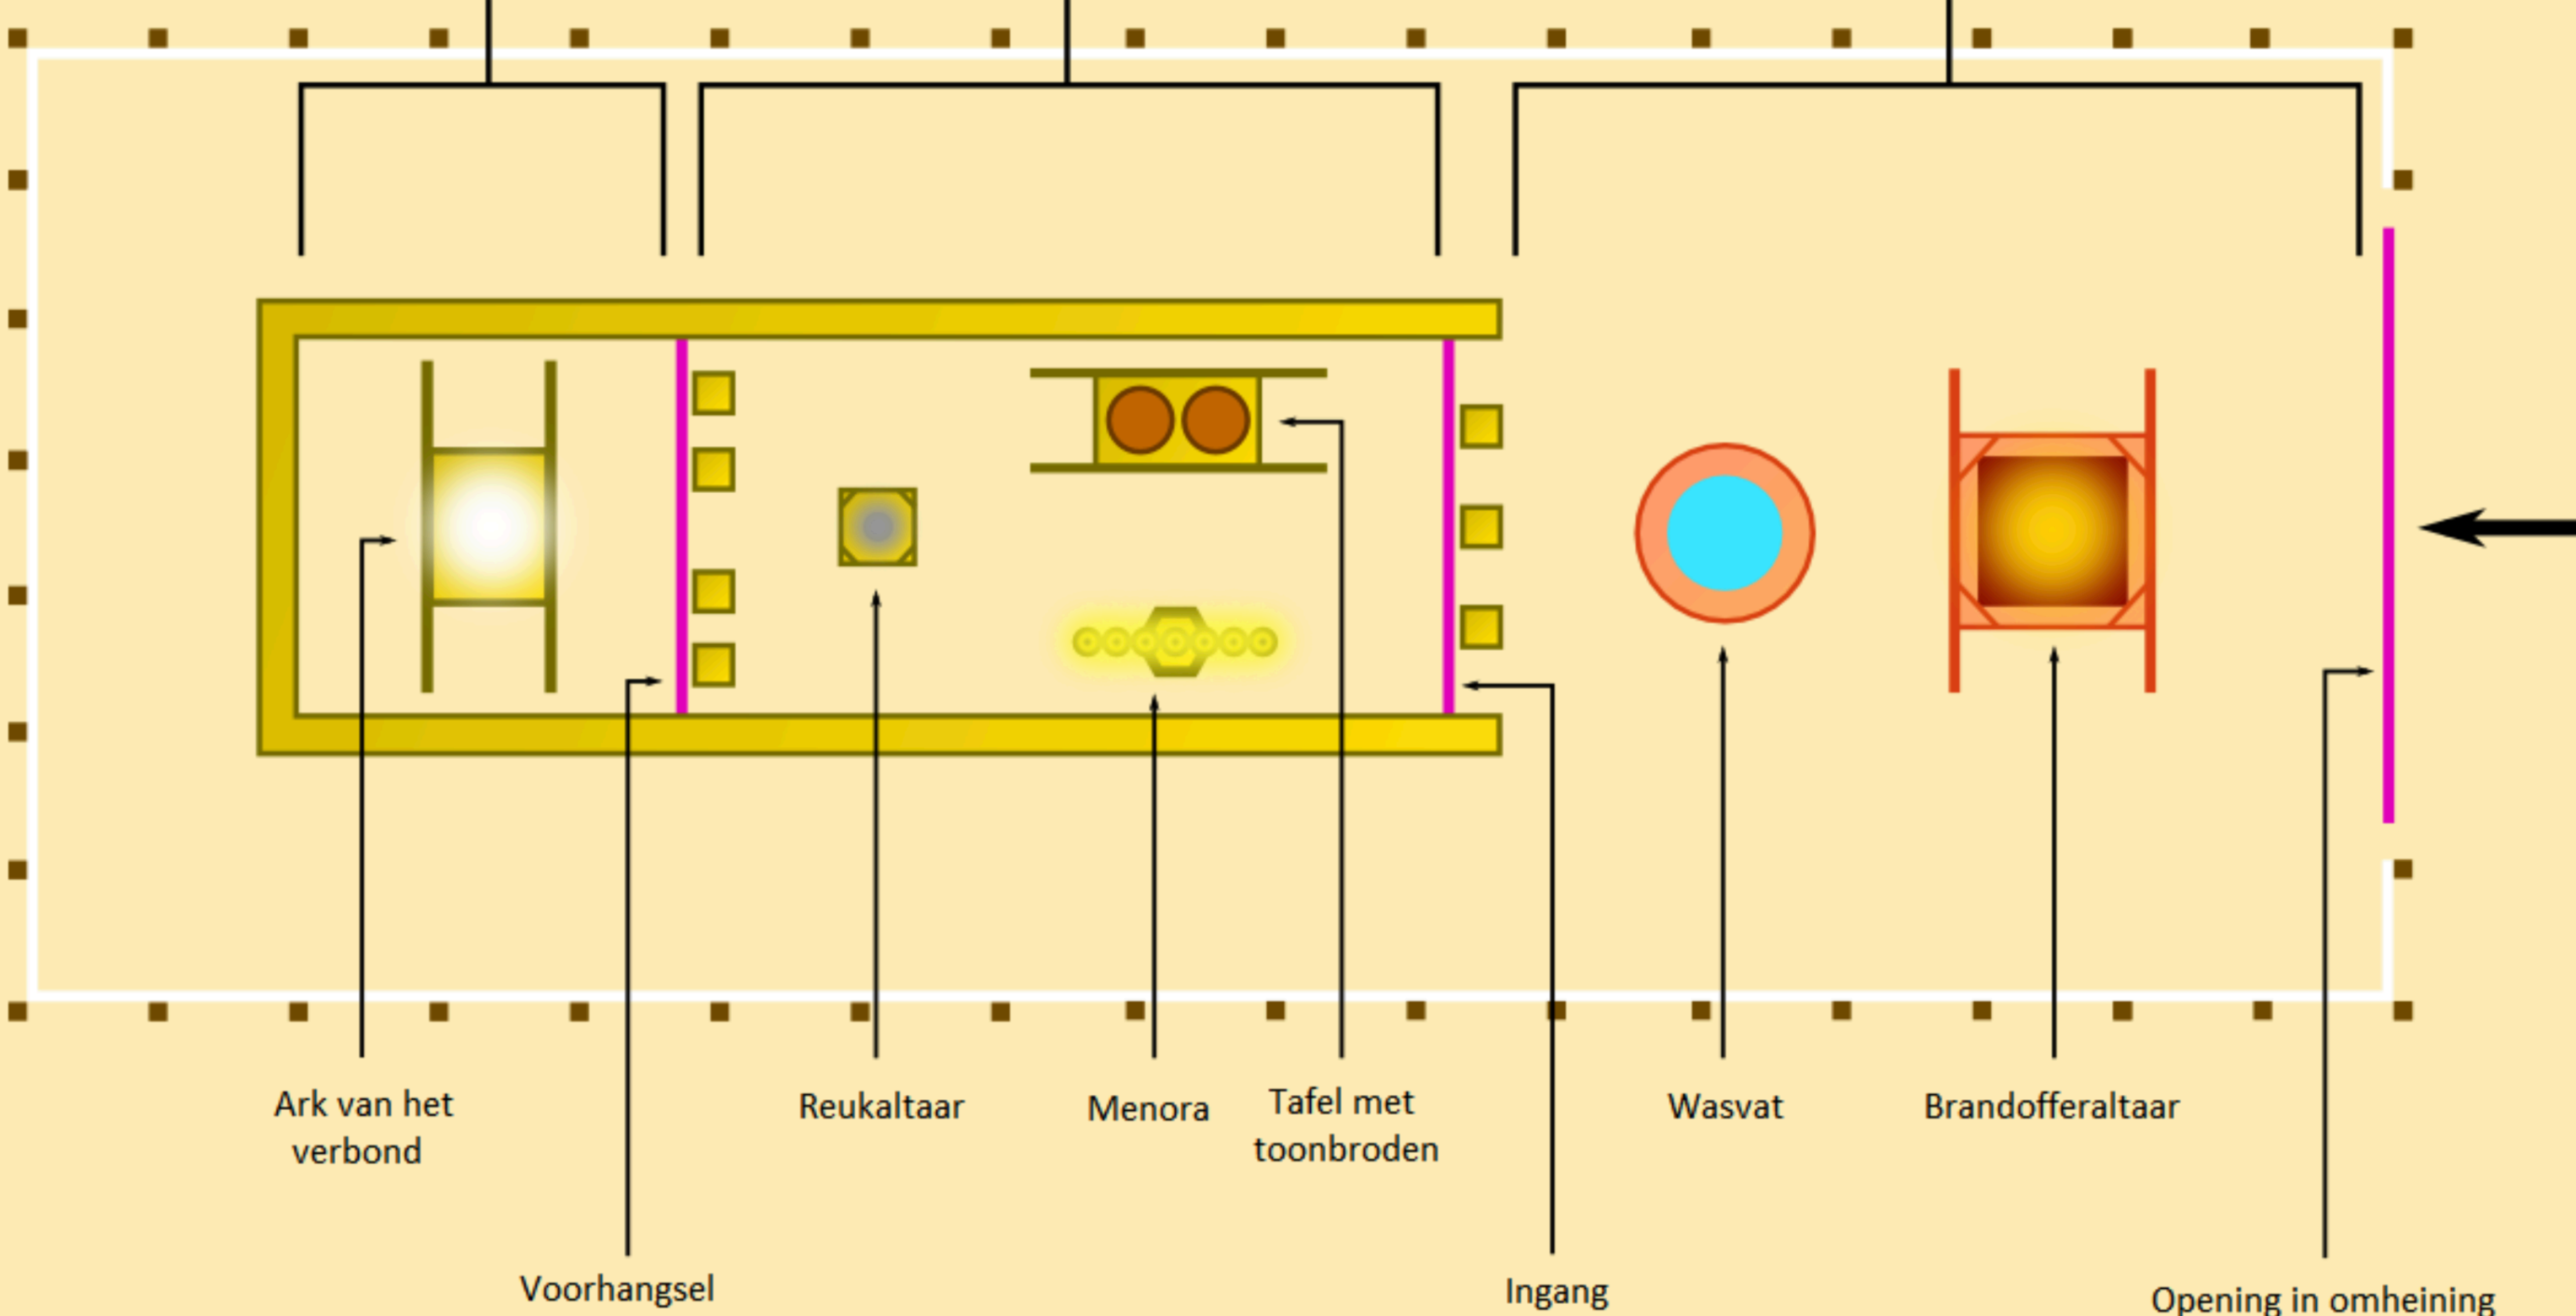 Ark van het
verbond
Reukaltaar
Menora
Tafel met
toonbroden
Wasvat
Brandofferaltaar
Voorhangsel
Ingang
Opening in omheining